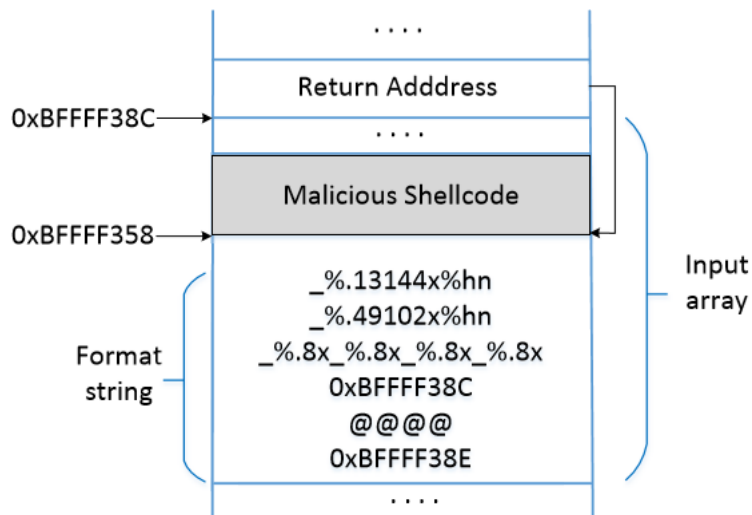 . . . .
Return Adddress
0xBFFFF38C
. . . .
Malicious Shellcode
0xBFFFF358
_%.13144x%hn
_%.49102x%hn
_%.8x_%.8x_%.8x_%.8x
0xBFFFF38C
@@@@
0xBFFFF38E
Format
string
Input
array
. . . .